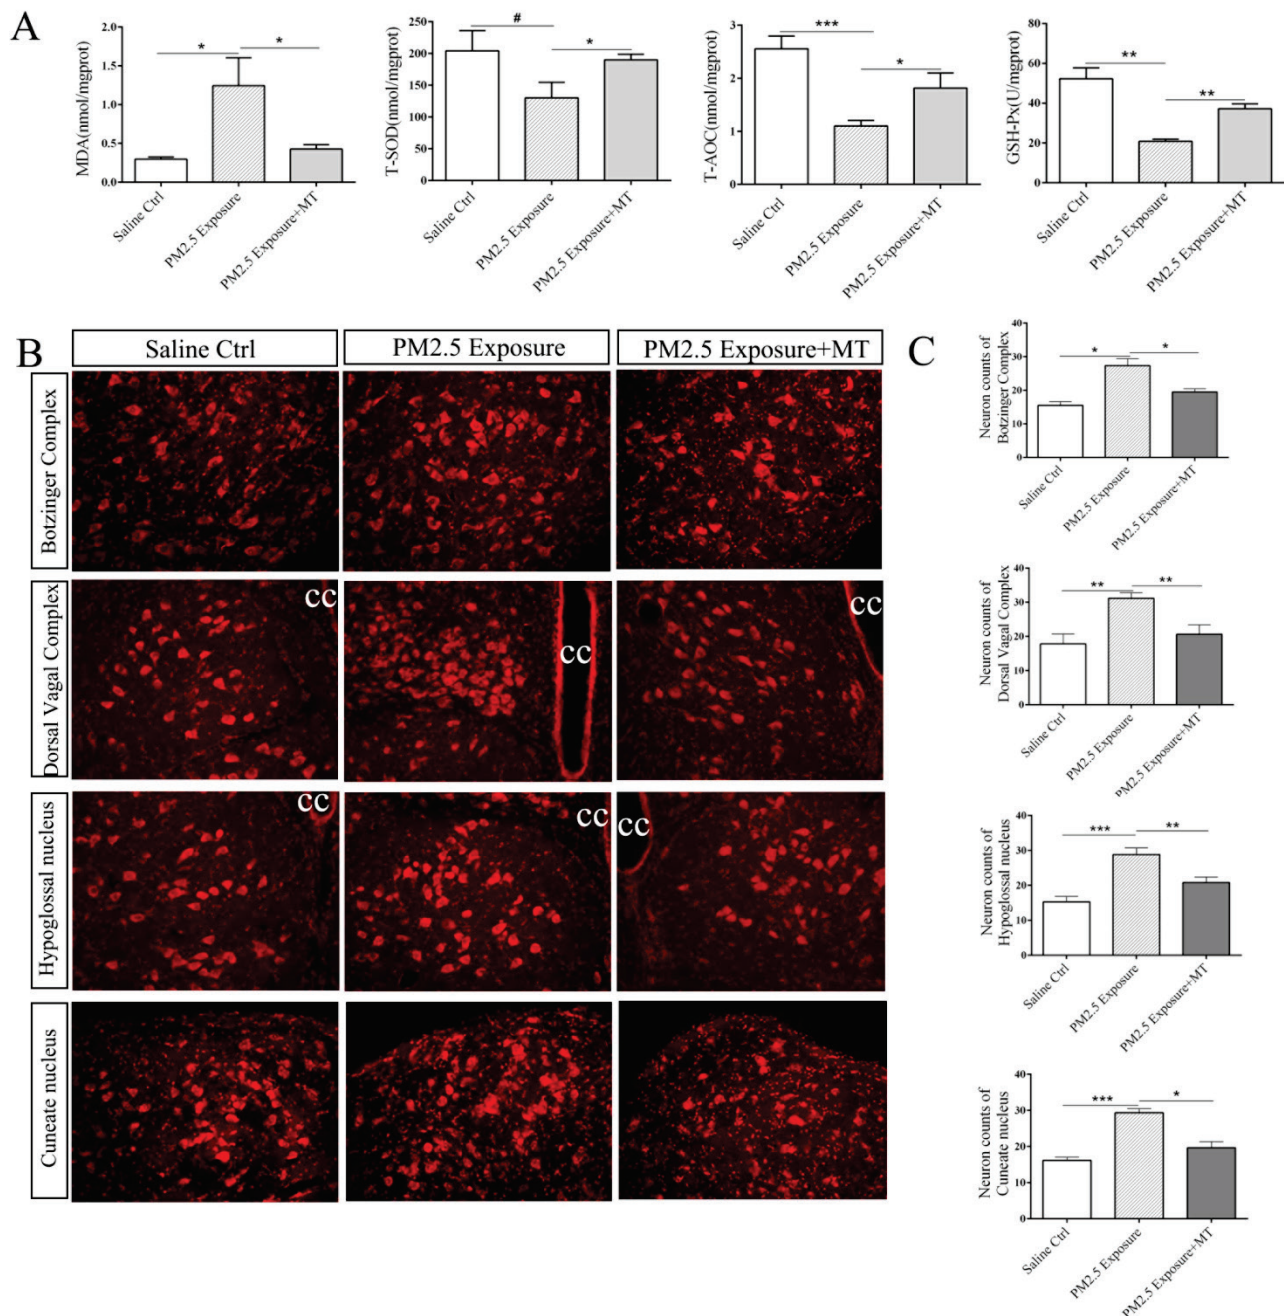 A
MDA(nmol/mgprot)
2.0
1.5
1.0
0.5
0.0
*
*
Saline Ctrl
PM2.5 Exposure
PM2.5 Exposure+MT
T-SOD(nmol/mgprot)
250
200
150
100
50
0
#
*
Saline Ctrl
PM2.5 Exposure
PM2.5 Exposure+MT
T-AOC(nmol/mgprot)
3
2
1
0
***
*
Saline Ctrl
PM2.5 Exposure
PM2.5 Exposure+MT
GSH-Px(U/mgprot)
80
60
40
20
0
**
**
Saline Ctrl
PM2.5 Exposure
PM2.5 Exposure+MT
B
Saline Ctrl
PM2.5 Exposure
PM2.5 Exposure+MT
Botzinger Complex
Dorsal Vagal Complex
cc
cc
cc
Hypoglossal nucleus
cc
cc
cc
Cuneate nucleus
C
Neuron counts of
Botzinger Complex
40
30
20
10
0
*
*
Saline Ctrl
PM2.5 Exposure
PM2.5 Exposure+MT
Neuron counts of
Dorsal Vagal Complex
40
30
20
10
0
**
**
Saline Ctrl
PM2.5 Exposure
PM2.5 Exposure+MT
Neuron counts of
Hypoglossal nucleus
40
30
20
10
0
***
**
Saline Ctrl
PM2.5 Exposure
PM2.5 Exposure+MT
Neuron counts of
Cuneate nucleus
40
30
20
10
0
***
*
Saline Ctrl
PM2.5 Exposure
PM2.5 Exposure+MT